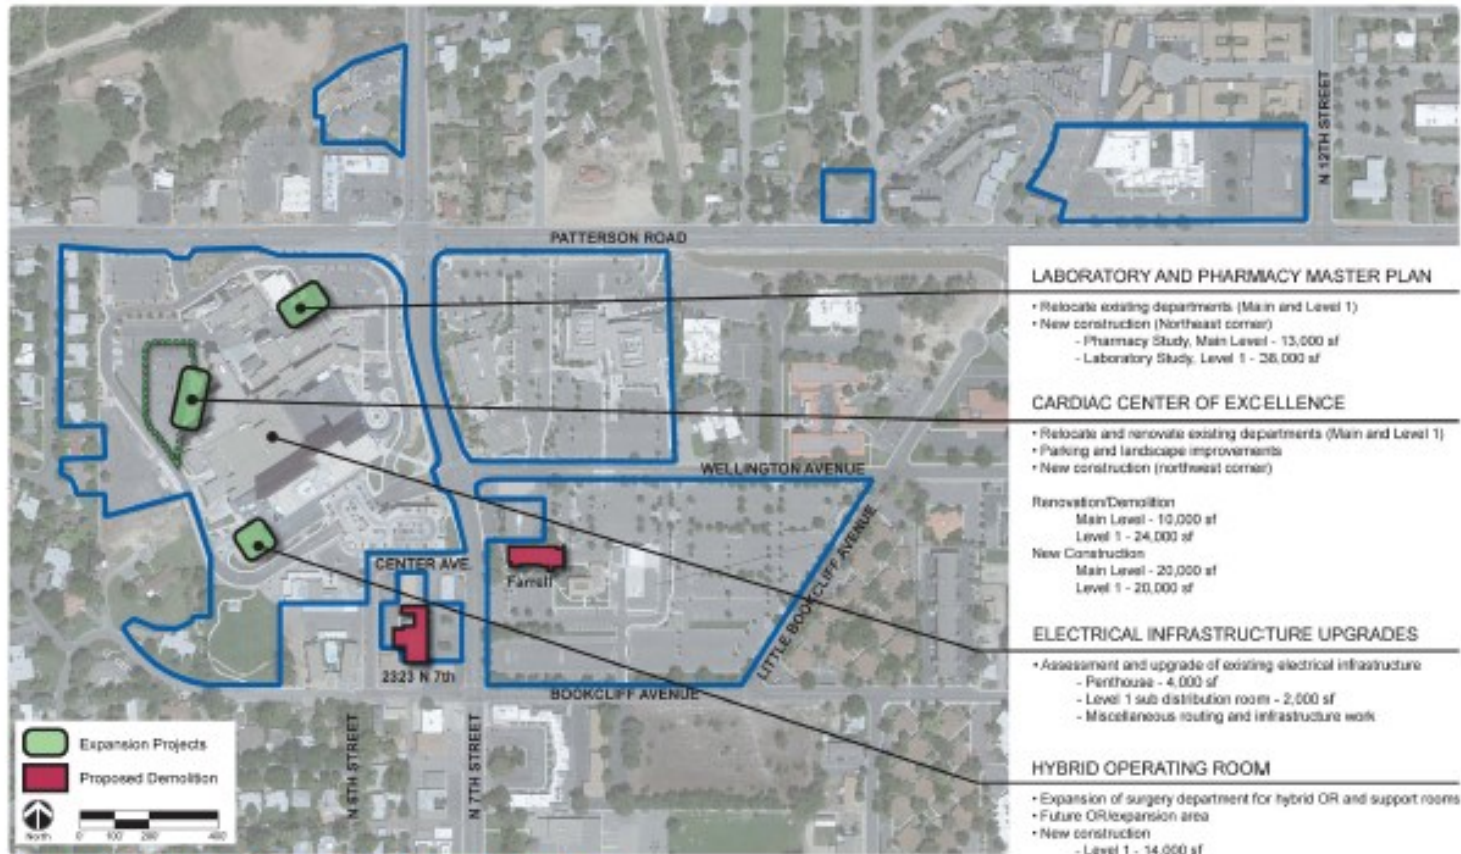 N 12TH STREET
PATTERSON ROAD
LABORATORY AND PHARMACY MASTER PLAN
• Relocate existing departments (Main and Level 1)
• New construction (Northeast corner)
- Pharmacy Study, Main Level - 13,000 sf
- Laboratory Study, Level 1 - 38,000 sf
CARDIAC CENTER OF EXCELLENCE
• Relocate and renovate existing departments (Main and Level 1)
• Parking and landscape improvements
• New construction (northwest corner)
Renovation/Demolition
Main Level - 10,000 sf
Level 1 - 24,000 sf
New Construction
Main Level - 20,000 sf
Level 1 - 20,000 sf
WELLINGTON AVENUE
CENTER AVE.
Farrell
LITTLE BOOKCLIFF AVENUE
2323 N 7th
BOOKCLIFF AVENUE
ELECTRICAL INFRASTRUCTURE UPGRADES
• Assessment and upgrade of existing electrical infrastructure
- Penthouse - 4,000 sf
- Level 1 sub distribution room - 2,000 sf
- Miscellaneous routing and infrastructure work
HYBRID OPERATING ROOM
• Expansion of surgery department for hybrid OR and support rooms
• Future OR/expansion area
• New construction
- Level 1 - 14,000 sf
N 6TH STREET
N 7TH STREET
Expansion Projects
Proposed Demolition
North
0 100 200 400